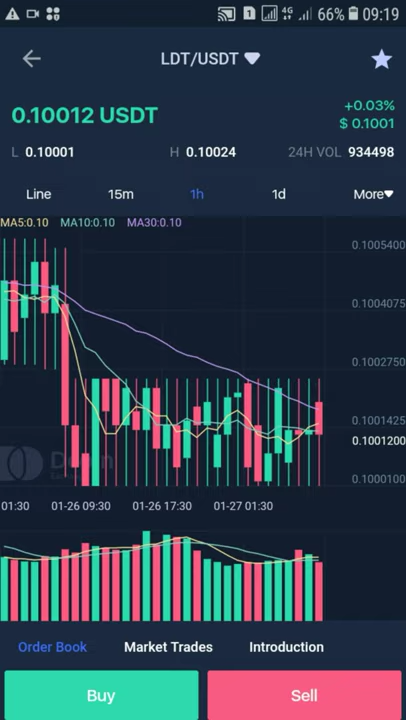 1 4G 66% 09:19
LDT/USDT
0.10012 USDT
+0.03%
$ 0.1001
L 0.10001 H 0.10024 24H VOL 934498
Line 15m 1h 1d More
MA5:0.10 MA10:0.10 MA30:0.10
0.1005400
0.1004075
0.1002750
0.1001425
0.1001200
0.1000100
01:30 01-26 09:30 01-26 17:30 01-27 01:30
Order Book Market Trades Introduction
Buy Sell